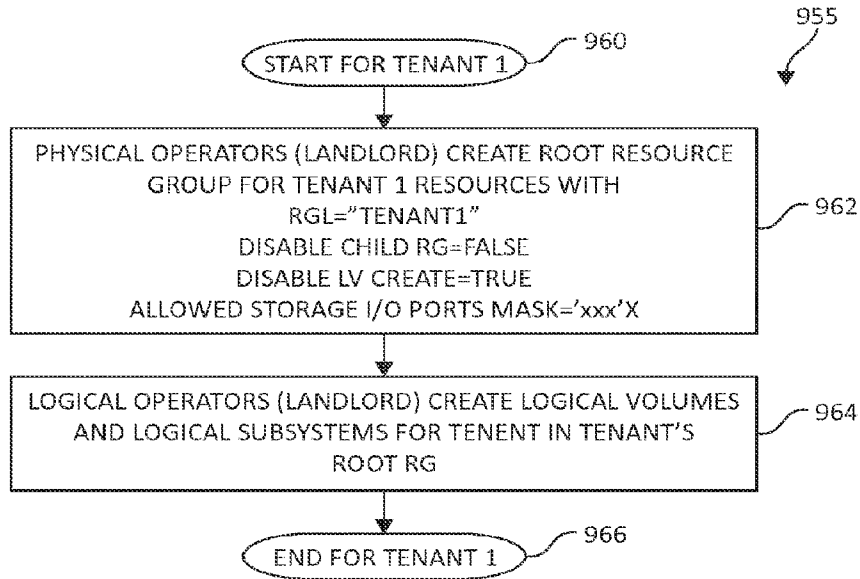 955
START FOR TENANT 1
960
PHYSICAL OPERATORS (LANDLORD) CREATE ROOT RESOURCE
GROUP FOR TENANT 1 RESOURCES WITH
RGL="TENANT1"
DISABLE CHILD RG=FALSE
DISABLE LV CREATE=TRUE
ALLOWED STORAGE I/O PORTS MASK='xxx'X
962
LOGICAL OPERATORS (LANDLORD) CREATE LOGICAL VOLUMES
AND LOGICAL SUBSYSTEMS FOR TENENT IN TENANT'S
ROOT RG
964
END FOR TENANT 1
966